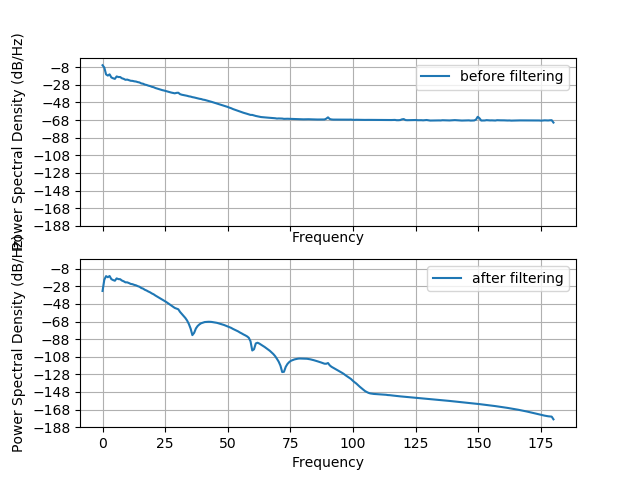 Power Spectral Density (dB/Hz)
−8
−28
−48
−68
−88
−108
−128
−148
−168
−188
before filtering
Frequency
Power Spectral Density (dB/Hz)
−8
−28
−48
−68
−88
−108
−128
−148
−168
−188
after filtering
0 25 50 75 100 125 150 175
Frequency